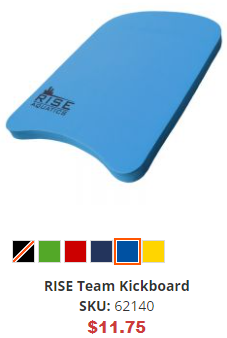 RISE
AQUATICS
RISE Team Kickboard
SKU: 62140
$11.75